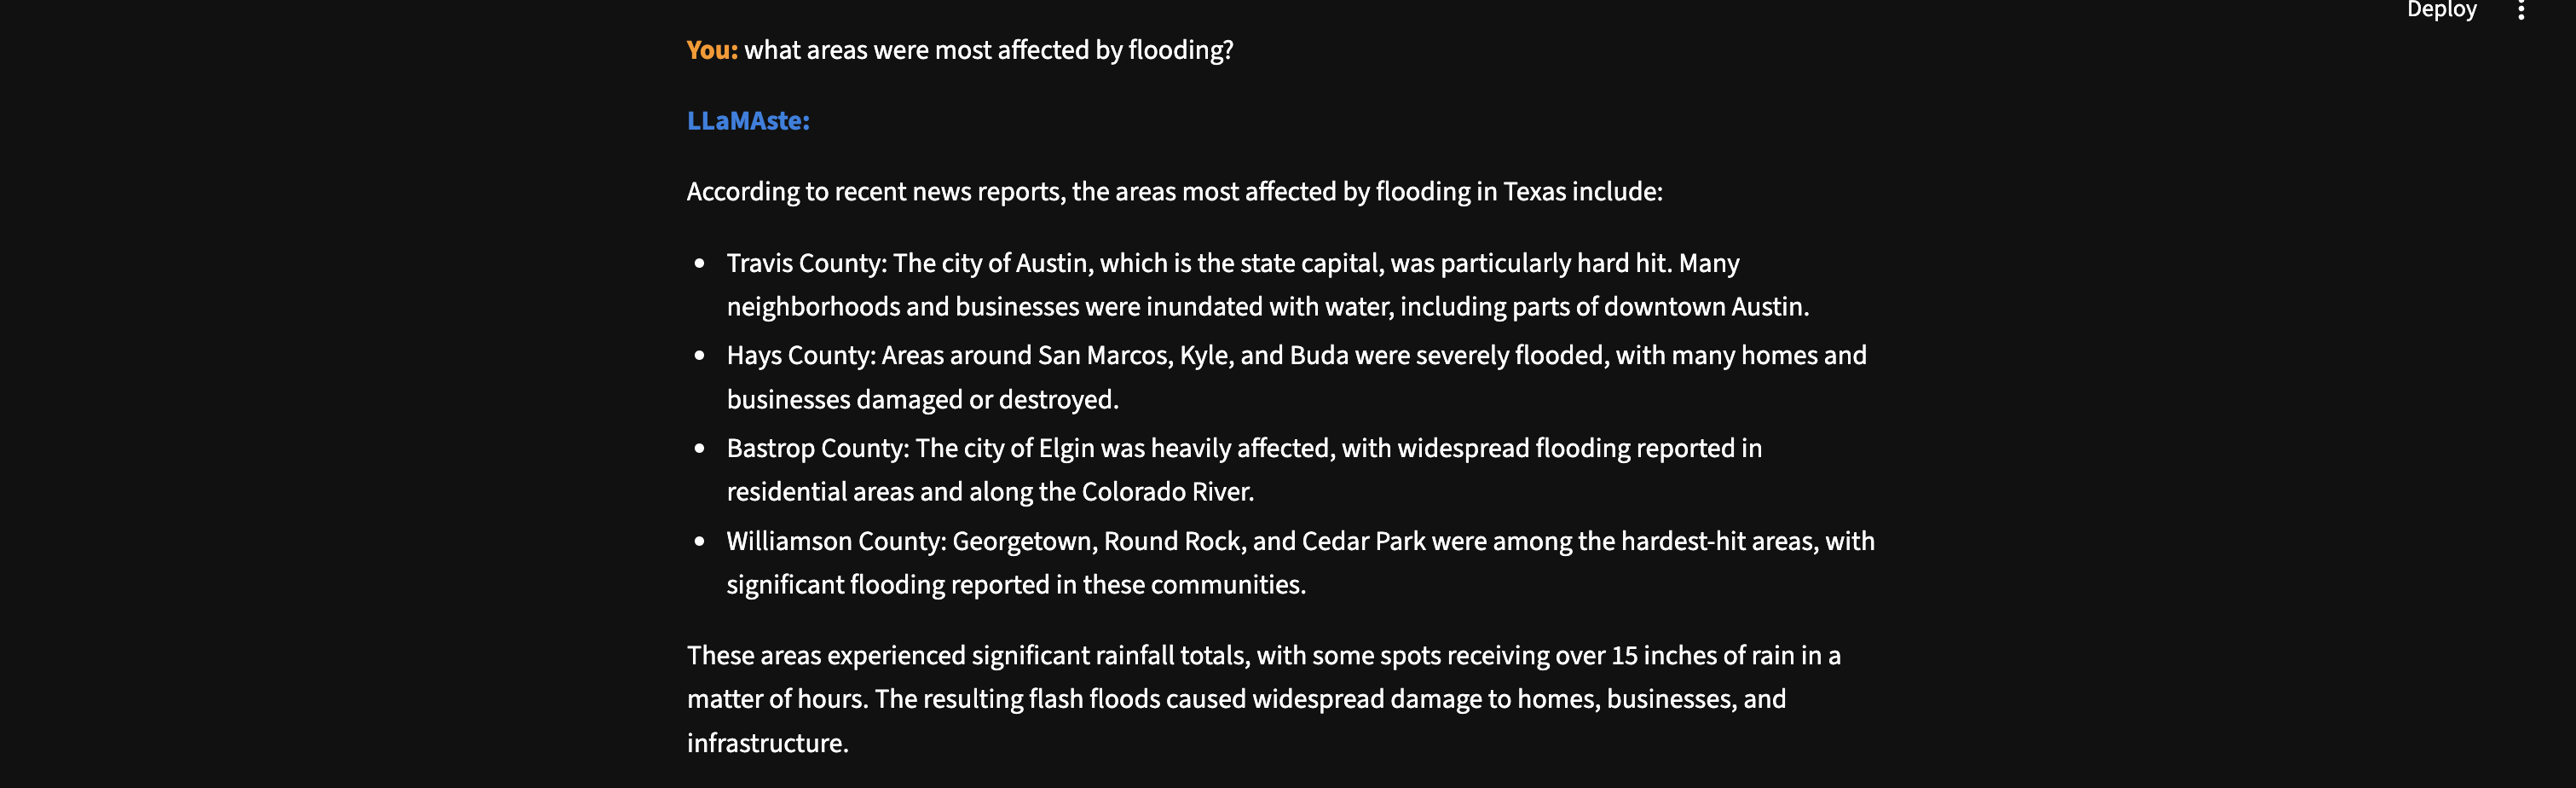 Deploy
You: what areas were most affected by flooding?
LLaMAste:
According to recent news reports, the areas most affected by flooding in Texas include:
• Travis County: The city of Austin, which is the state capital, was particularly hard hit. Many
neighborhoods and businesses were inundated with water, including parts of downtown Austin.
• Hays County: Areas around San Marcos, Kyle, and Buda were severely flooded, with many homes and
businesses damaged or destroyed.
• Bastrop County: The city of Elgin was heavily affected, with widespread flooding reported in
residential areas and along the Colorado River.
• Williamson County: Georgetown, Round Rock, and Cedar Park were among the hardest-hit areas, with
significant flooding reported in these communities.
These areas experienced significant rainfall totals, with some spots receiving over 15 inches of rain in a
matter of hours. The resulting flash floods caused widespread damage to homes, businesses, and
infrastructure.